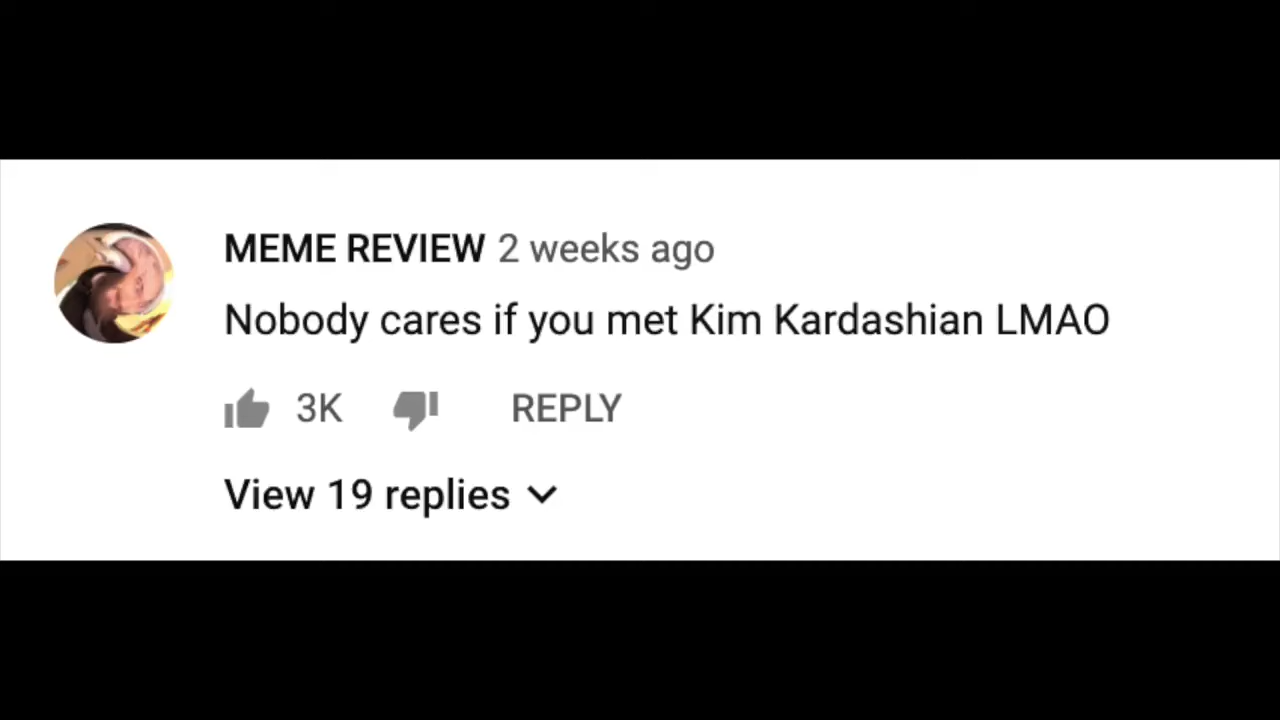 MEME REVIEW 2 weeks ago
Nobody cares if you met Kim Kardashian LMAO
3K REPLY
View 19 replies